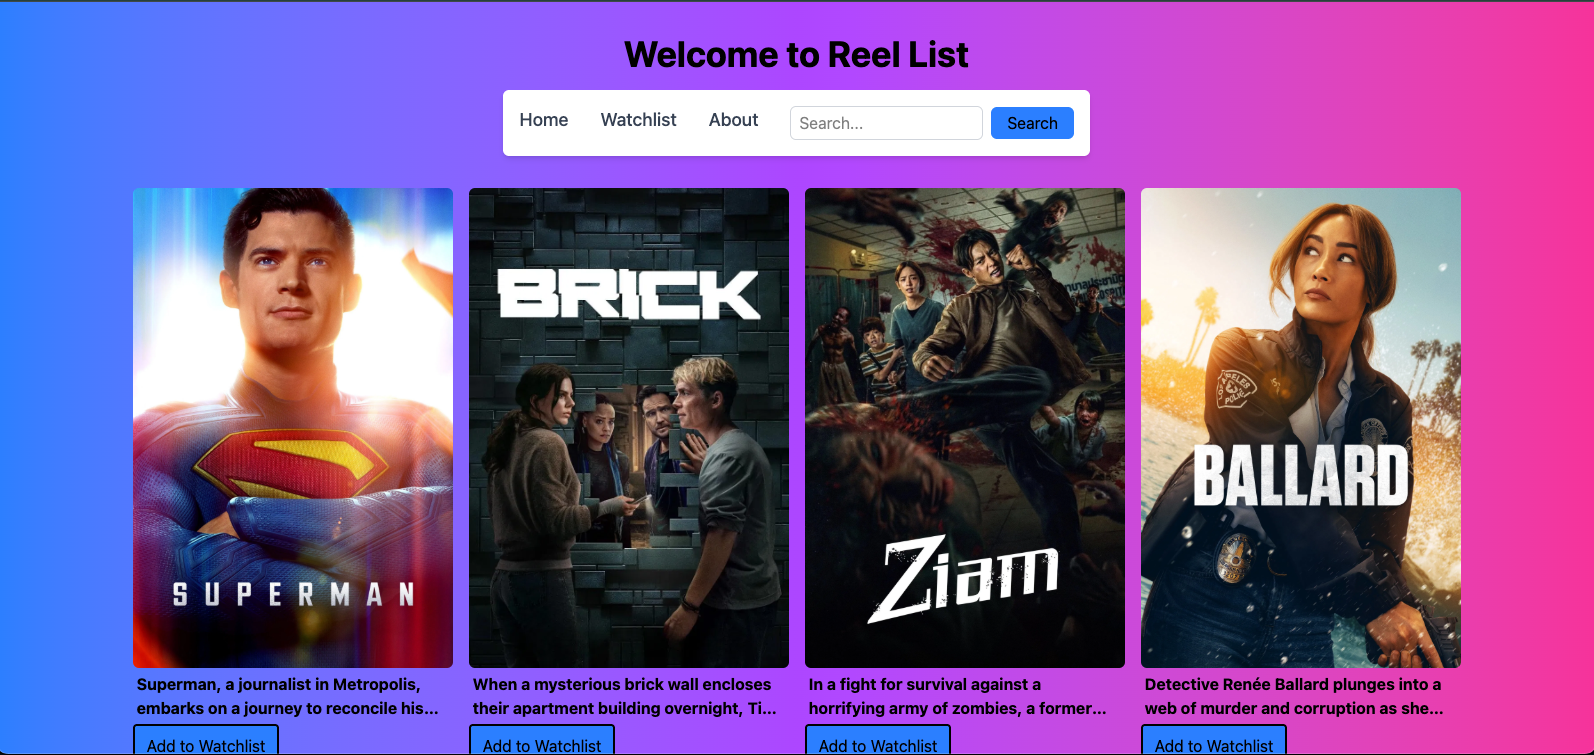 Welcome to Reel List
Home Watchlist About Search... Search
BRICK
BALLARD
Ziam
SUPERMAN
Superman, a journalist in Metropolis,
embarks on a journey to reconcile his...
When a mysterious brick wall encloses
their apartment building overnight, Ti...
In a fight for survival against a
horrifying army of zombies, a former...
Detective Renée Ballard plunges into a
web of murder and corruption as she...
Add to Watchlist
Add to Watchlist
Add to Watchlist
Add to Watchlist